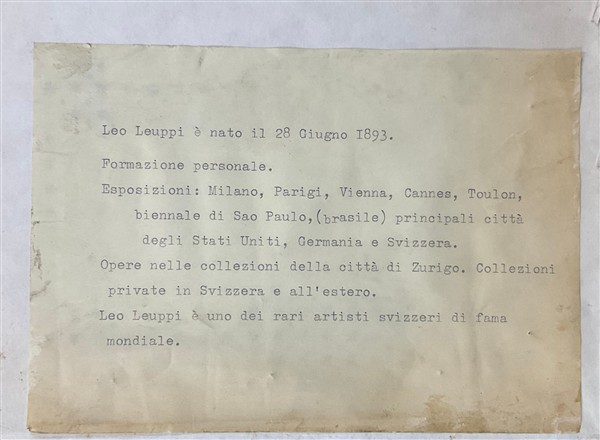 Leo Leuppi è nato il 28 Giugno I893.
Formazione personale.
Esposizioni: Milano, Parigi, Vienna, Cannes, Toulon,
biennale di Sao Paulo,(brasile) principali città
degli Stati Uniti, Germania e Svizzera.
Opere nelle collezioni della città di Zurigo. Collezioni
private in Svizzera e all'estero.
Leo Leuppi è uno dei rari artisti svizzeri di fama
mondiale.